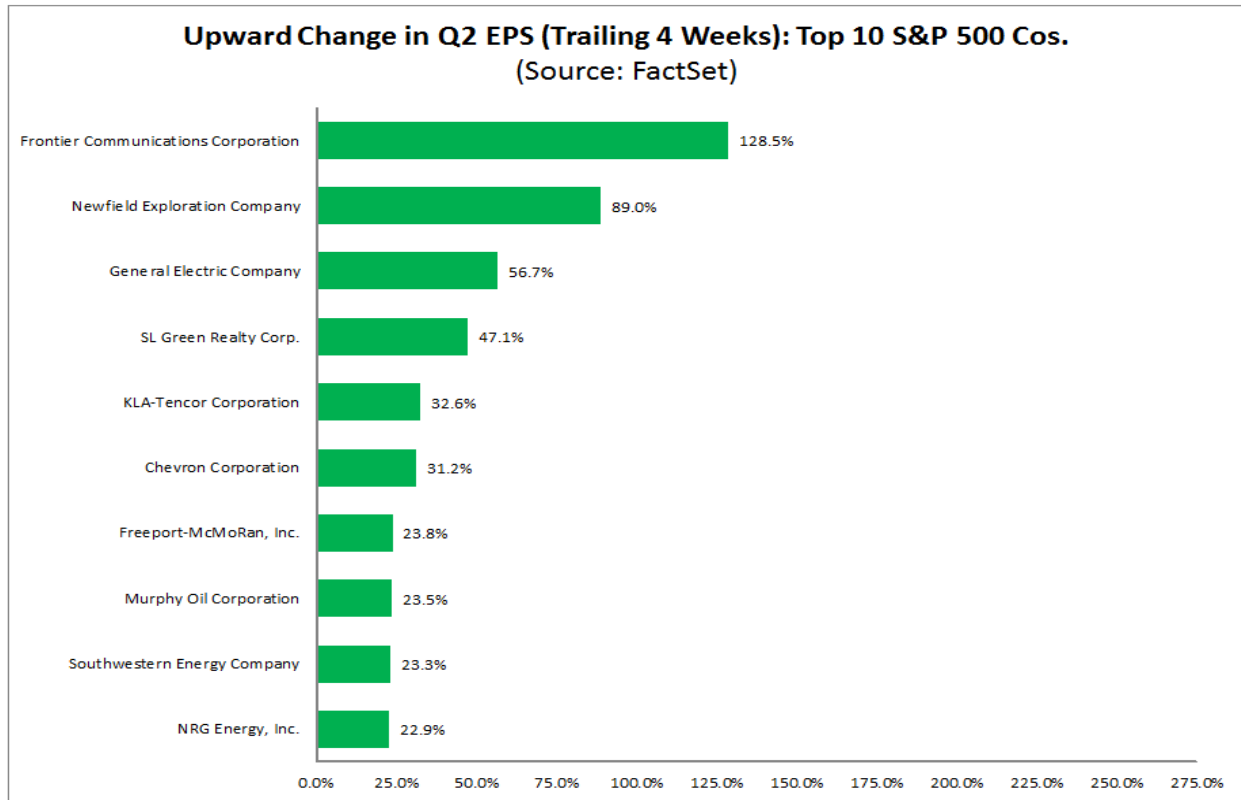 Upward Change in Q2 EPS (Trailing 4 Weeks): Top 10 S&P 500 Cos.
(Source: FactSet)
Frontier Communications Corporation 128.5%
Newfield Exploration Company 89.0%
General Electric Company 56.7%
SL Green Realty Corp. 47.1%
KLA-Tencor Corporation 32.6%
Chevron Corporation 31.2%
Freeport-McMoRan, Inc. 23.8%
Murphy Oil Corporation 23.5%
Southwestern Energy Company 23.3%
NRG Energy, Inc. 22.9%
0.0% 25.0% 50.0% 75.0% 100.0% 125.0% 150.0% 175.0% 200.0% 225.0% 250.0% 275.0%